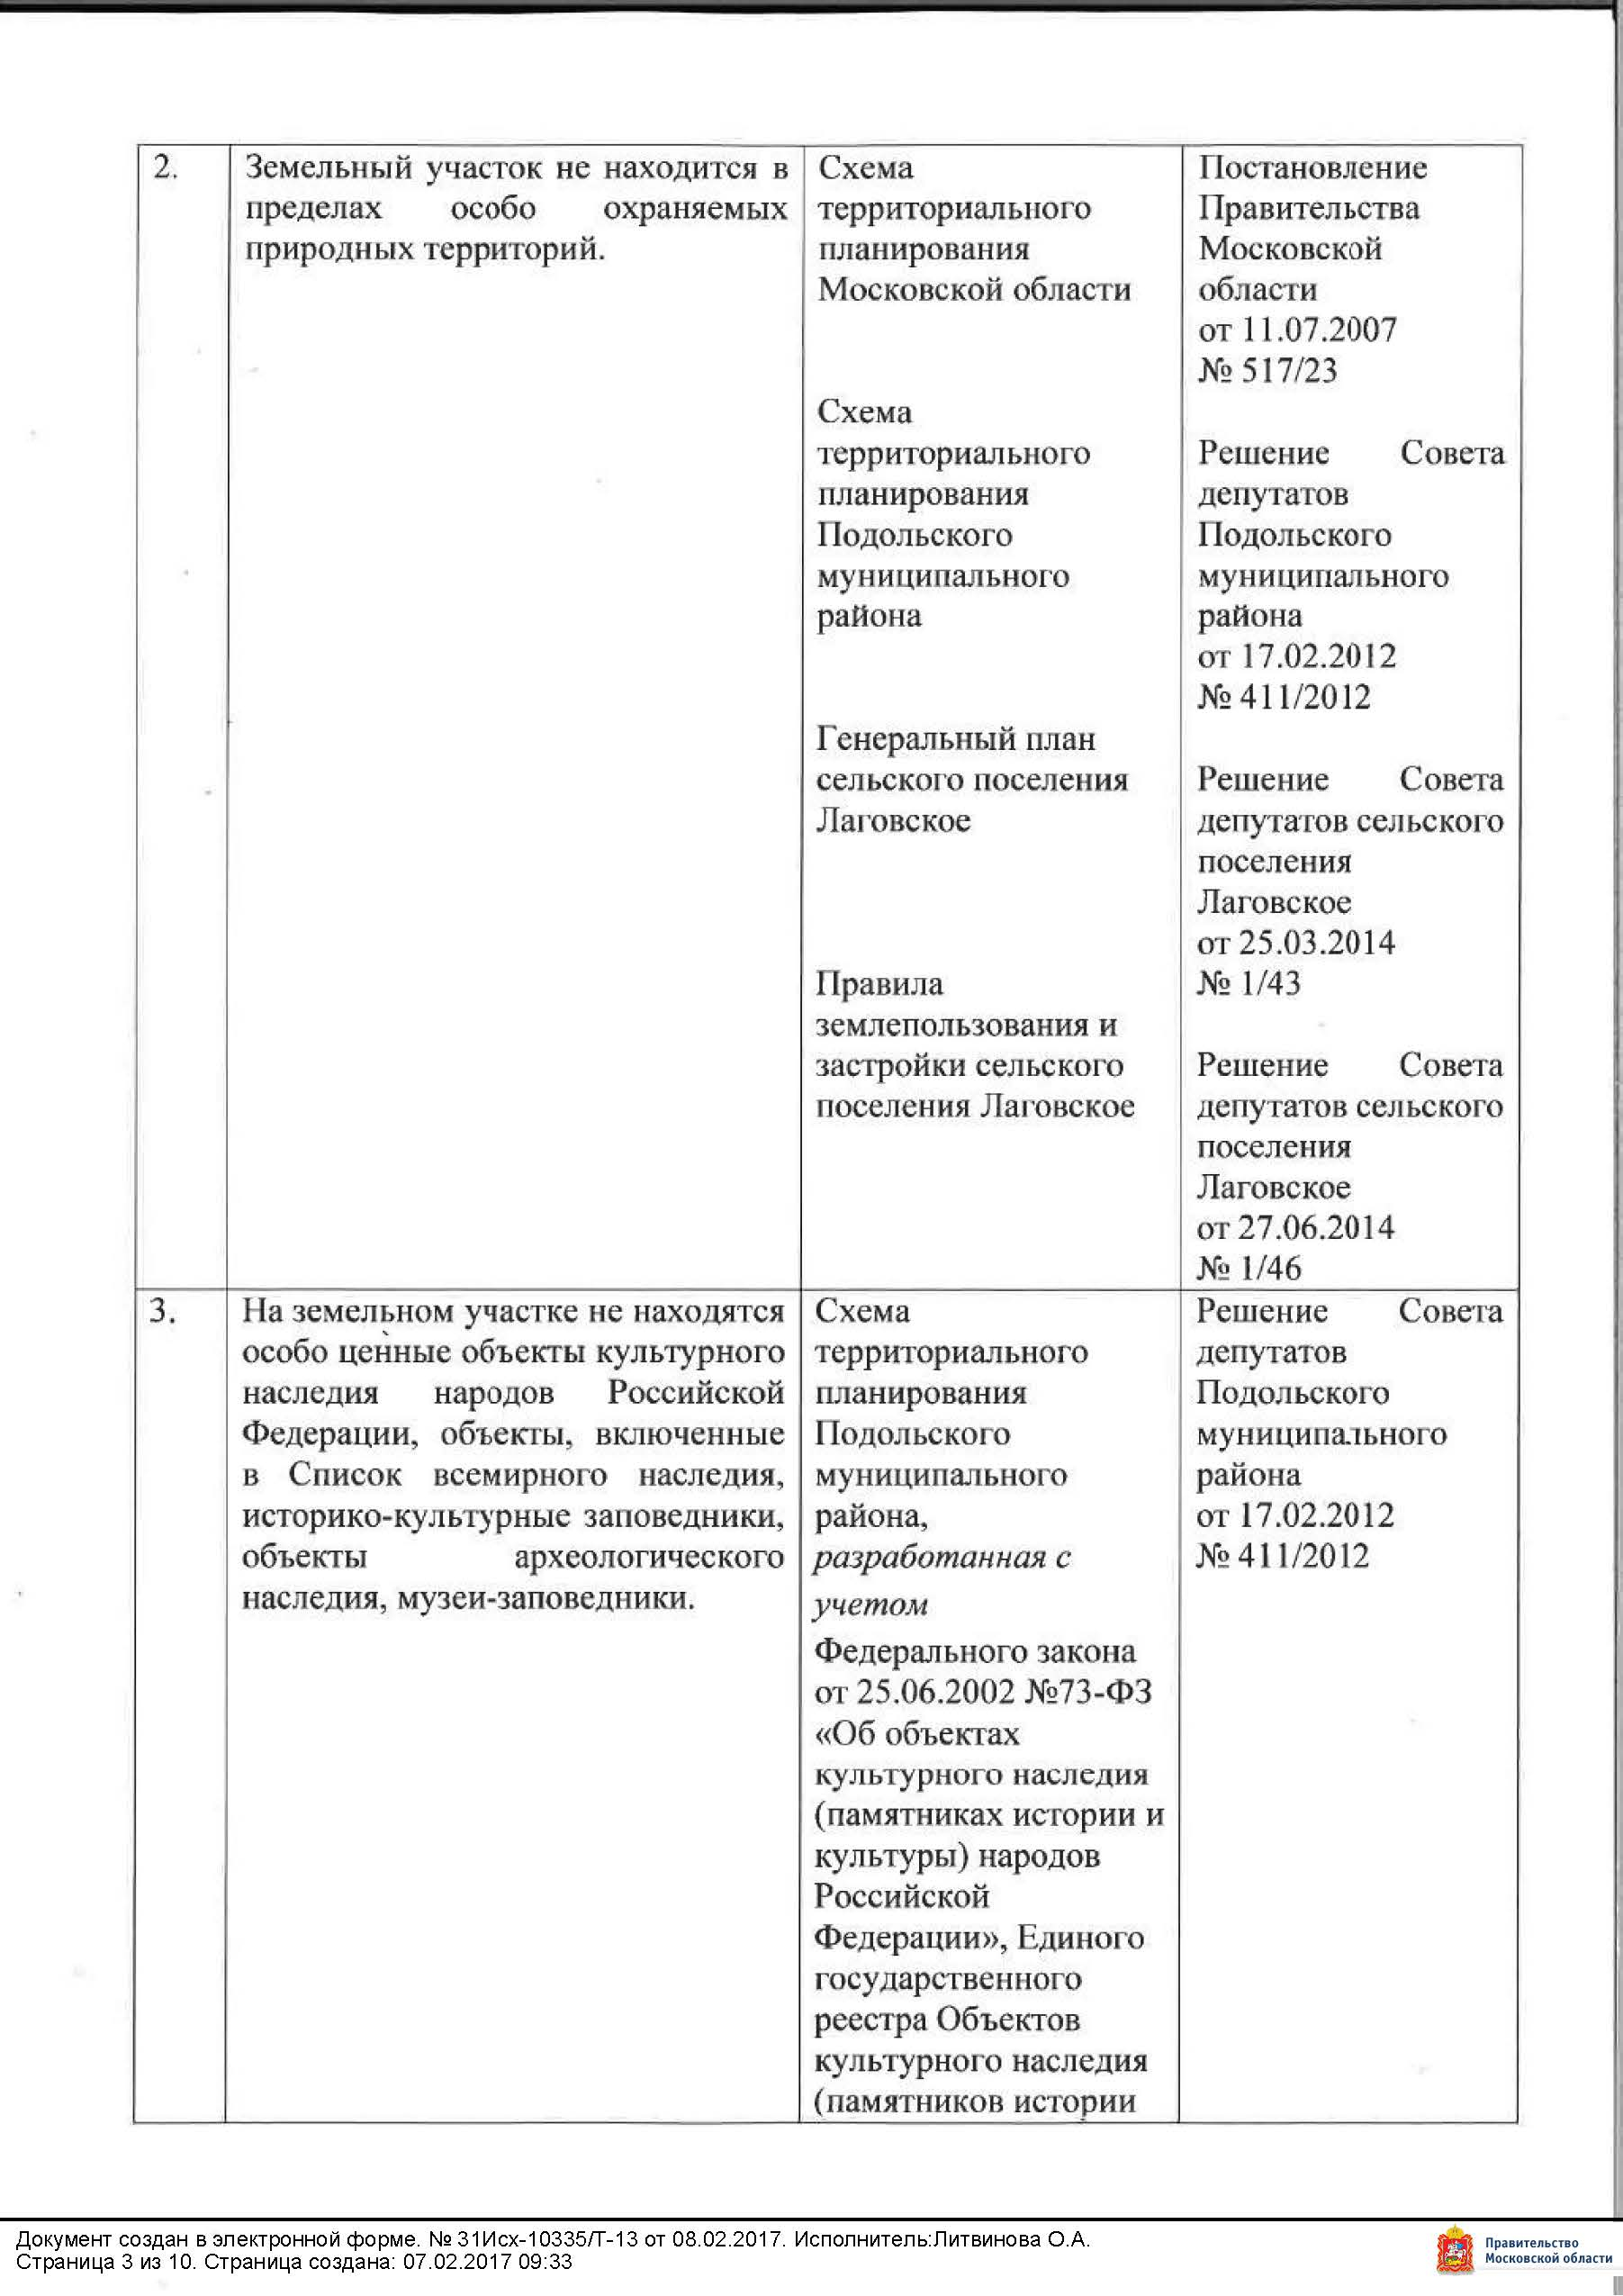 2.
Земельный участок не находится в
пределах особо охраняемых
природных территорий.
Схема
территориального
планирования
Московской области
Схема
территориального
планирования
Подольского
муниципального
района
Генеральный план
сельского поселения
Лаговское
Правила
землепользования и
застройки сельского
поселения Лаговское
Постановление
Правительства
Московской
области
от 11.07.2007
№ 517/23
Решение Совета
депутатов
Подольского
муниципального
района
от 17.02.2012
№ 411/2012
Решение Совета
депутатов сельского
поселения
Лаговское
от 25.03.2014
№ 1/43
Решение Совета
депутатов сельского
поселения
Лаговское
от 27.06.2014
№ 1/46
3.
На земельном участке не находятся
особо ценные объекты культурного
наследия народов Российской
Федерации, объекты, включенные
в Список всемирного наследия,
историко-культурные заповедники,
объекты археологического
наследия, музеи-заповедники.
Схема
территориального
планирования
Подольского
муниципального
района,
разработанная с
учетом
Федерального закона
от 25.06.2002 №73-ФЗ
«Об объектах
культурного наследия
(памятниках истории и
культуры) народов
Российской
Федерации», Единого
государственного
реестра Объектов
культурного наследия
(памятников истории
Решение Совета
депутатов
Подольского
муниципального
района
от 17.02.2012
№ 411/2012
Документ создан в электронной форме. № 31Исх-10335/Т-13 от 08.02.2017. Исполнитель:Литвинова О.А.
Страница 3 из 10. Страница создана: 07.02.2017 09:33
Правительство
Московской области